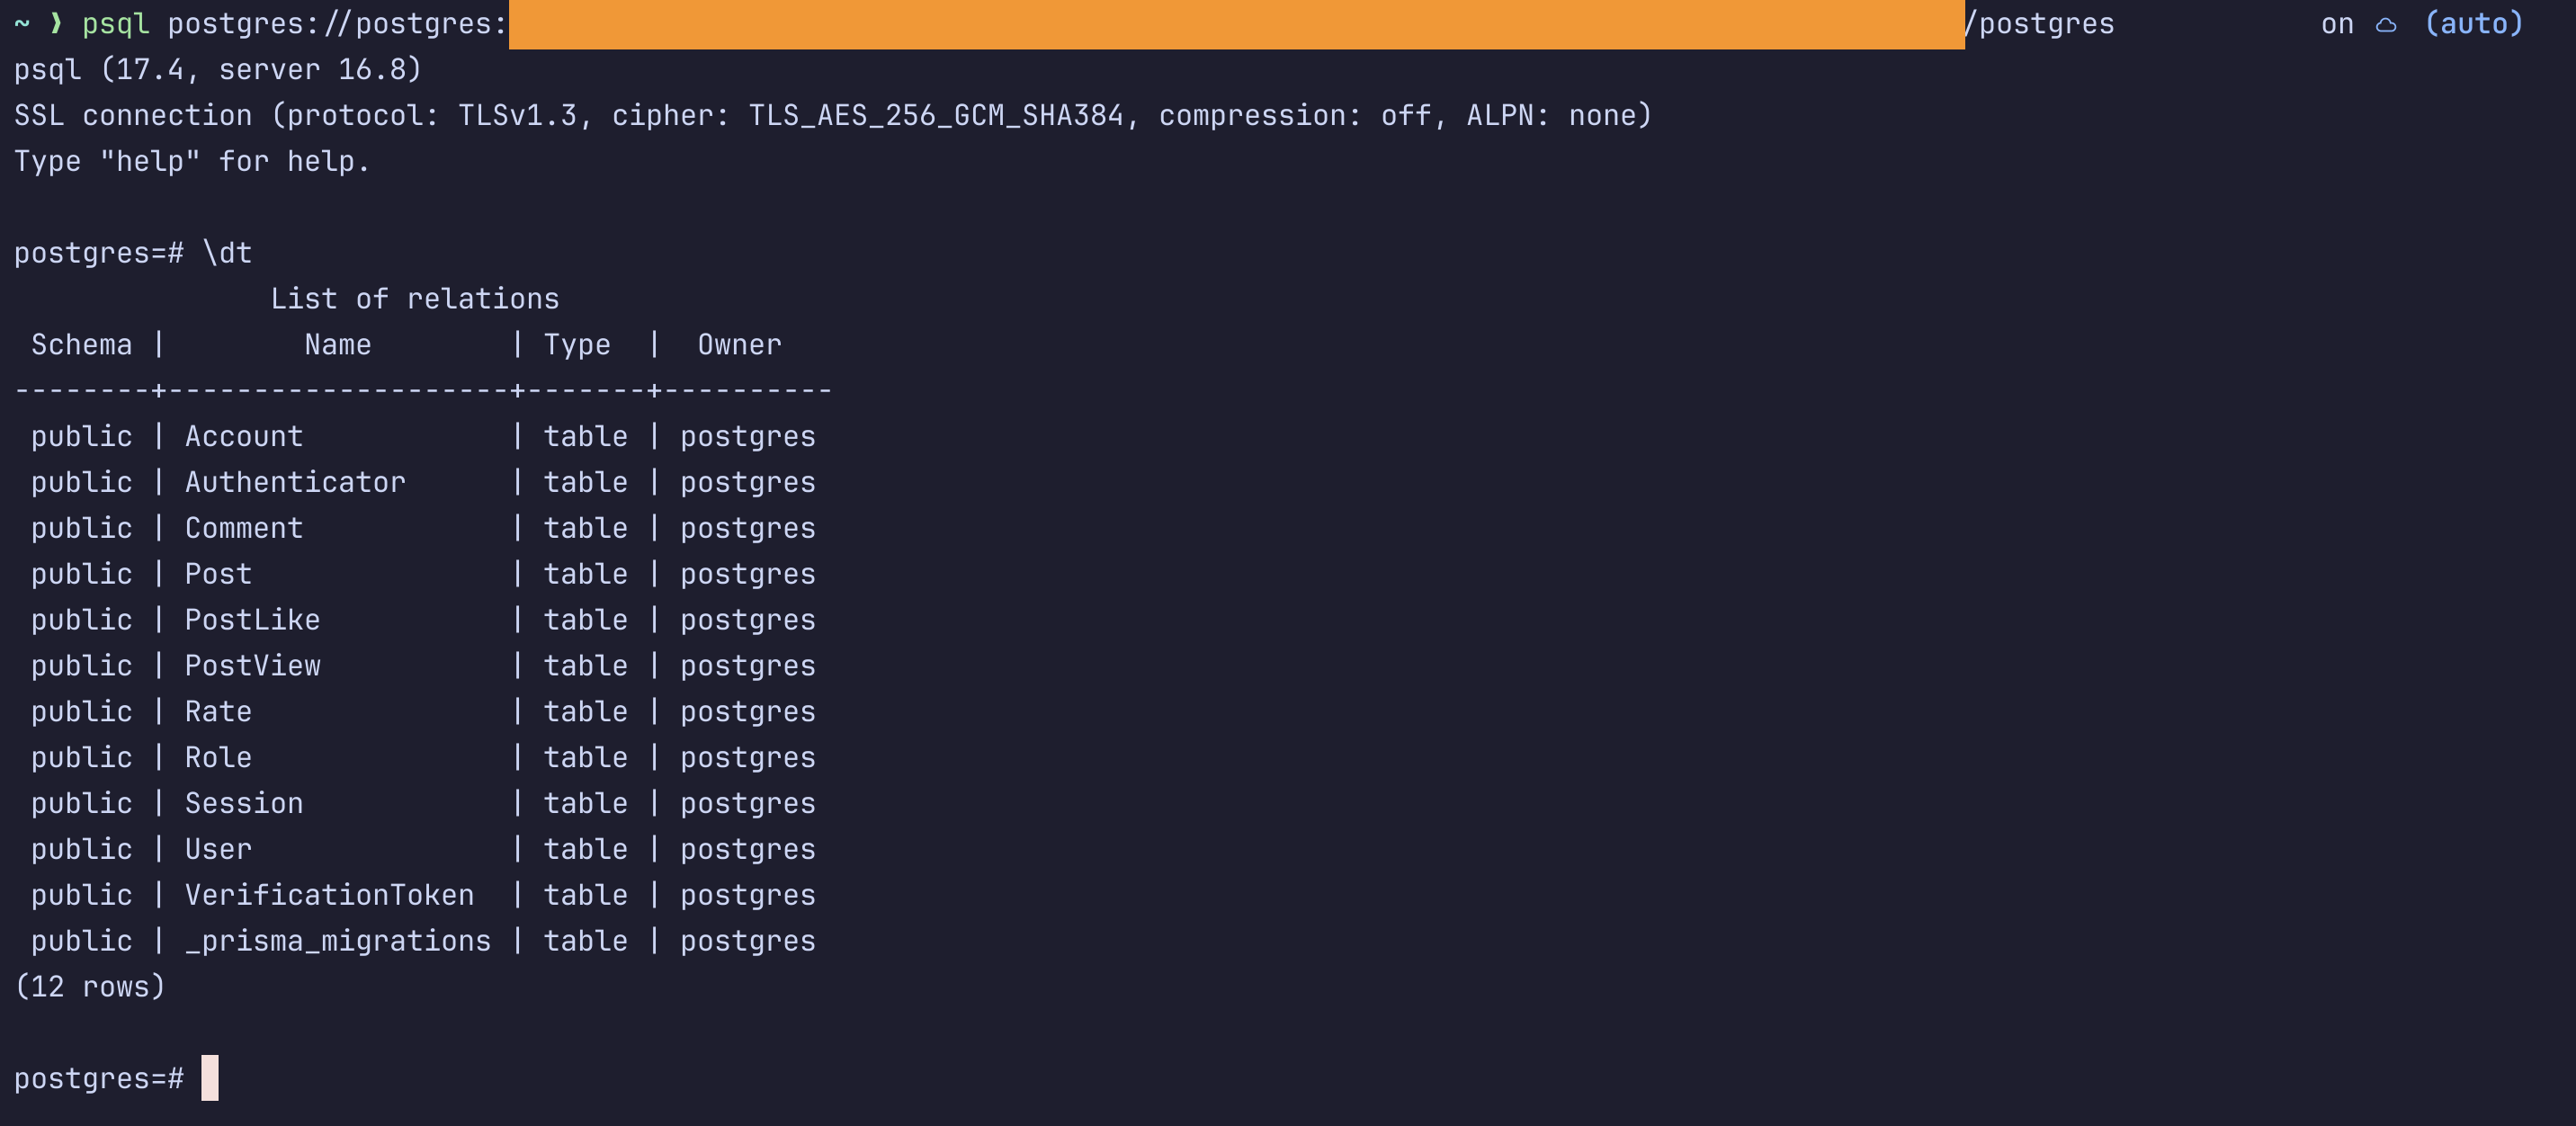 ~ ❯ psql postgres://postgres: /postgres on (auto)
psql (17.4, server 16.8)
SSL connection (protocol: TLSv1.3, cipher: TLS_AES_256_GCM_SHA384, compression: off, ALPN: none)
Type "help" for help.
postgres=# \dt
List of relations
Schema | Name | Type | Owner
--------+--------------------+-------+----------
public | Account | table | postgres
public | Authenticator | table | postgres
public | Comment | table | postgres
public | Post | table | postgres
public | PostLike | table | postgres
public | PostView | table | postgres
public | Rate | table | postgres
public | Role | table | postgres
public | Session | table | postgres
public | User | table | postgres
public | VerificationToken | table | postgres
public | _prisma_migrations | table | postgres
(12 rows)
postgres=#